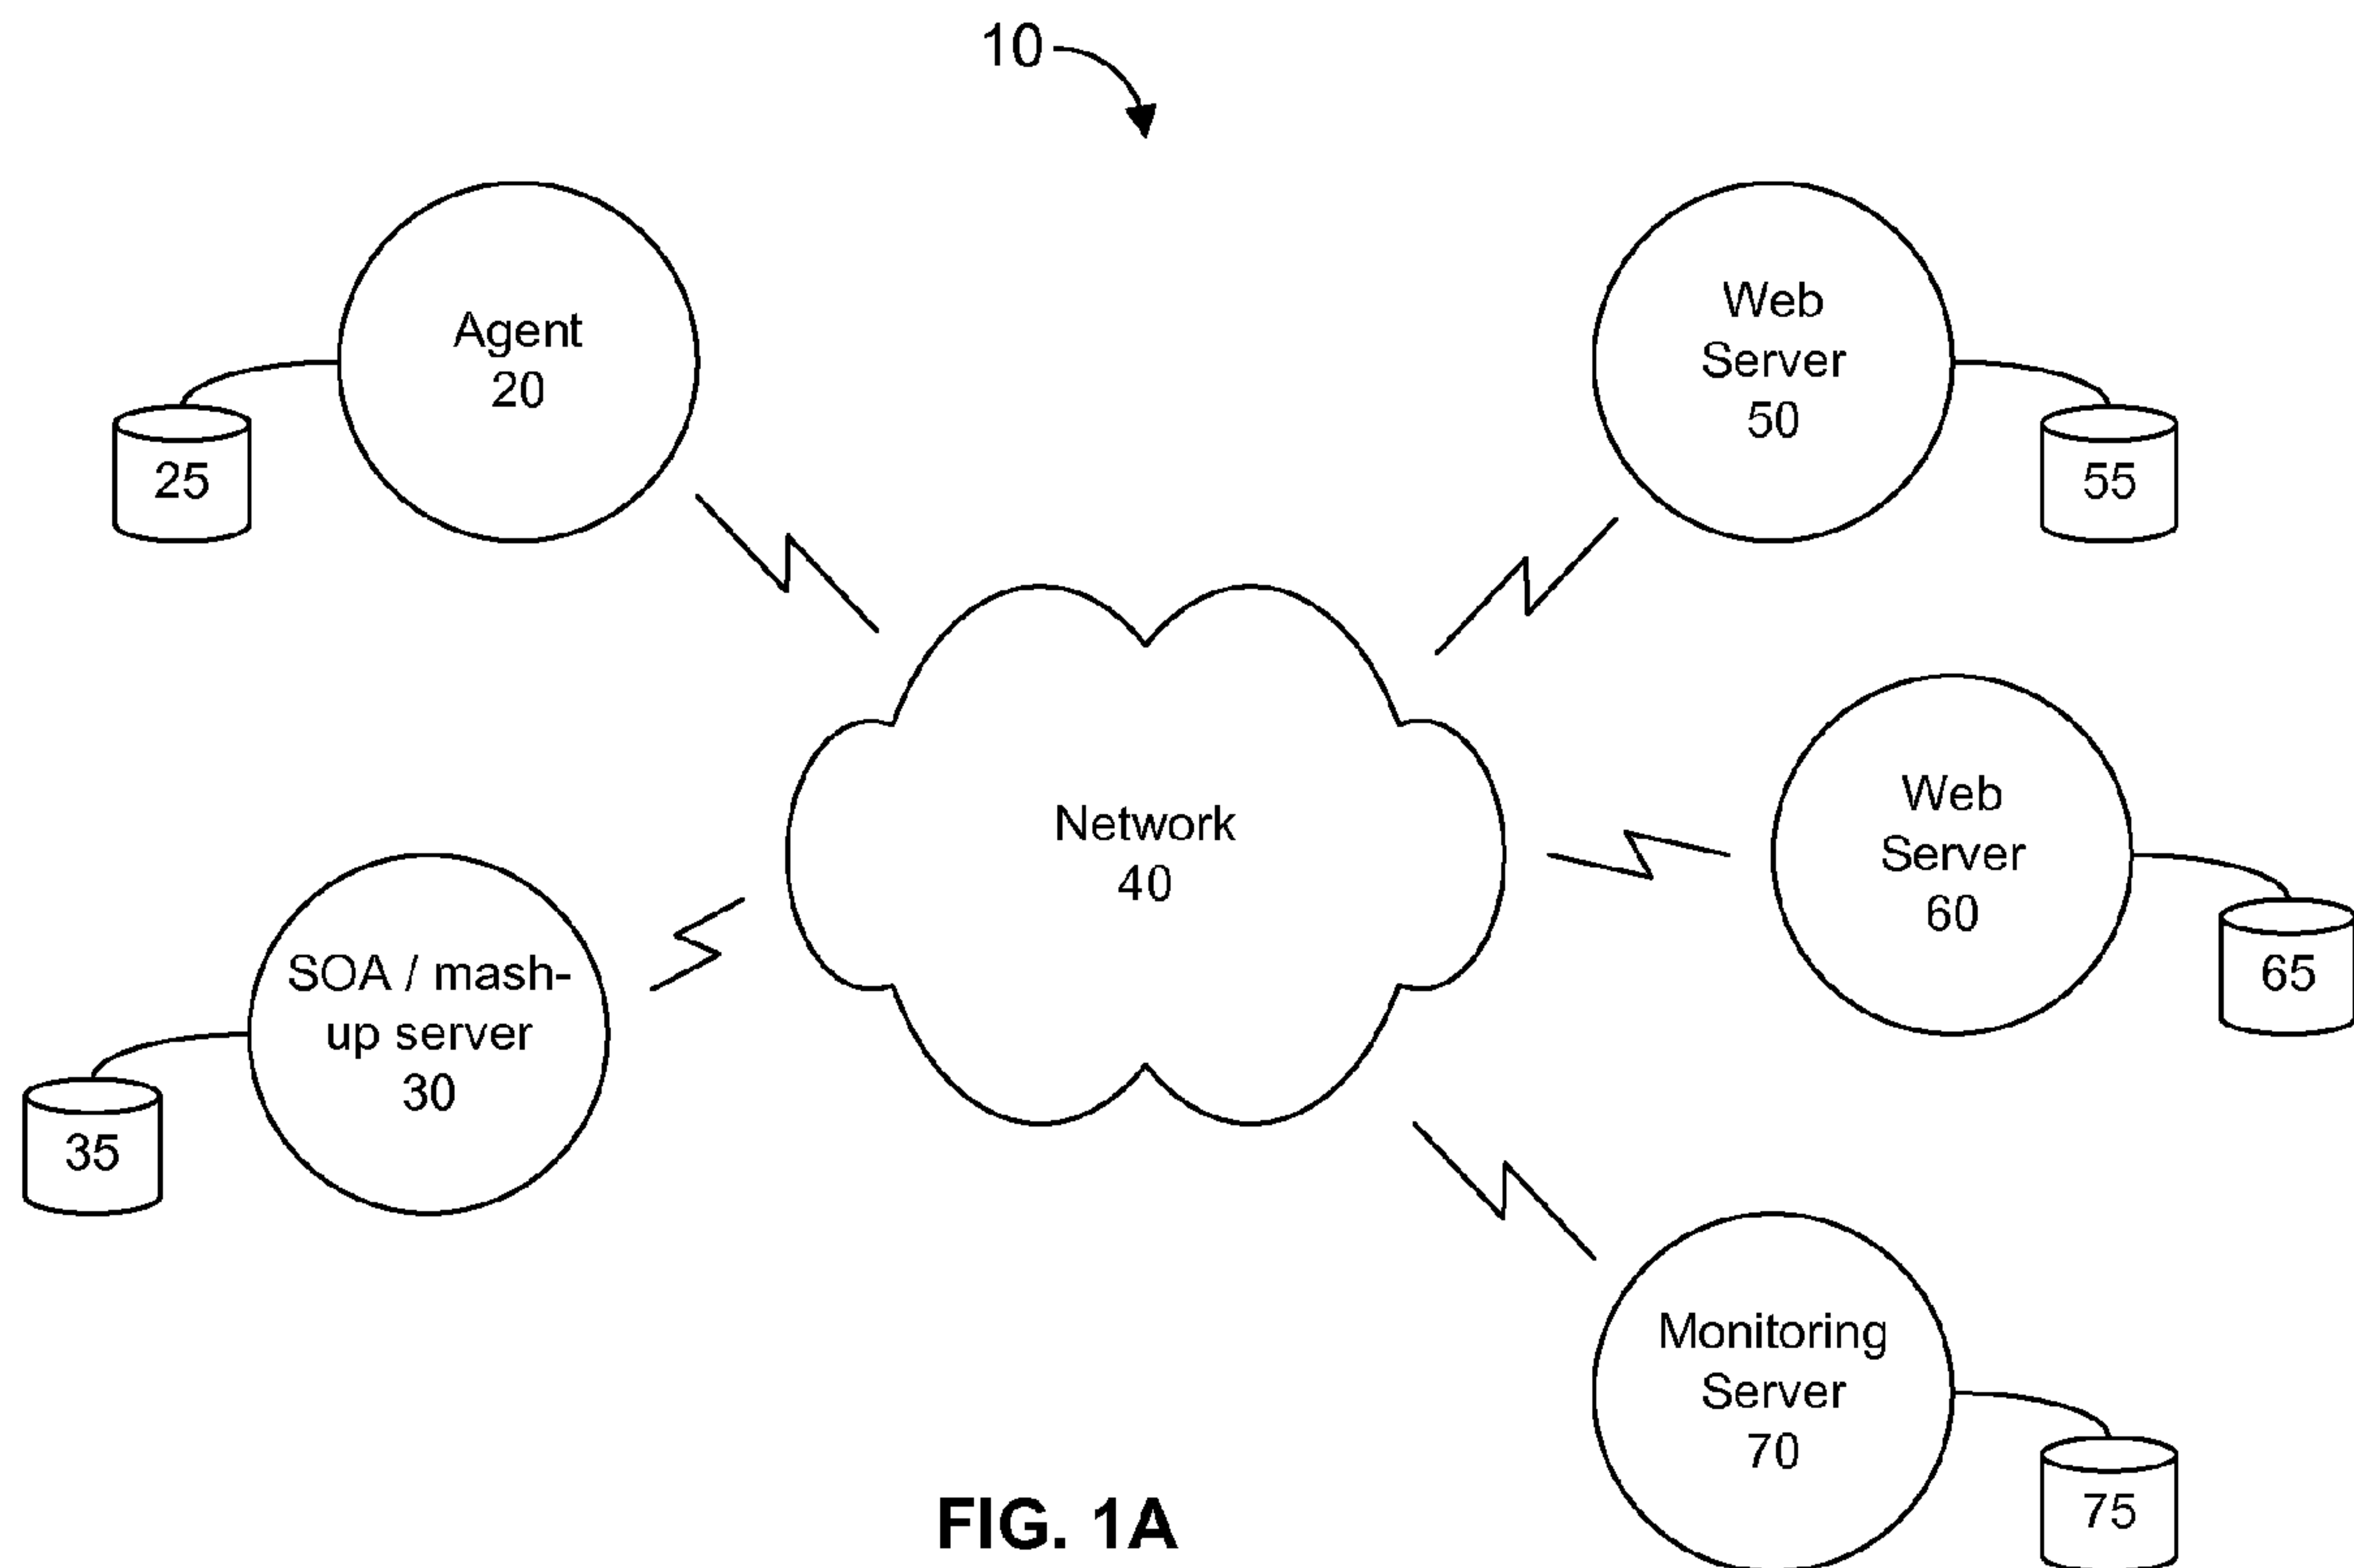 10
Agent
20
25
Web
Server
50
55
Network
40
Web
Server
60
65
SOA / mash-
up server
30
35
Monitoring
Server
70
75
FIG. 1A